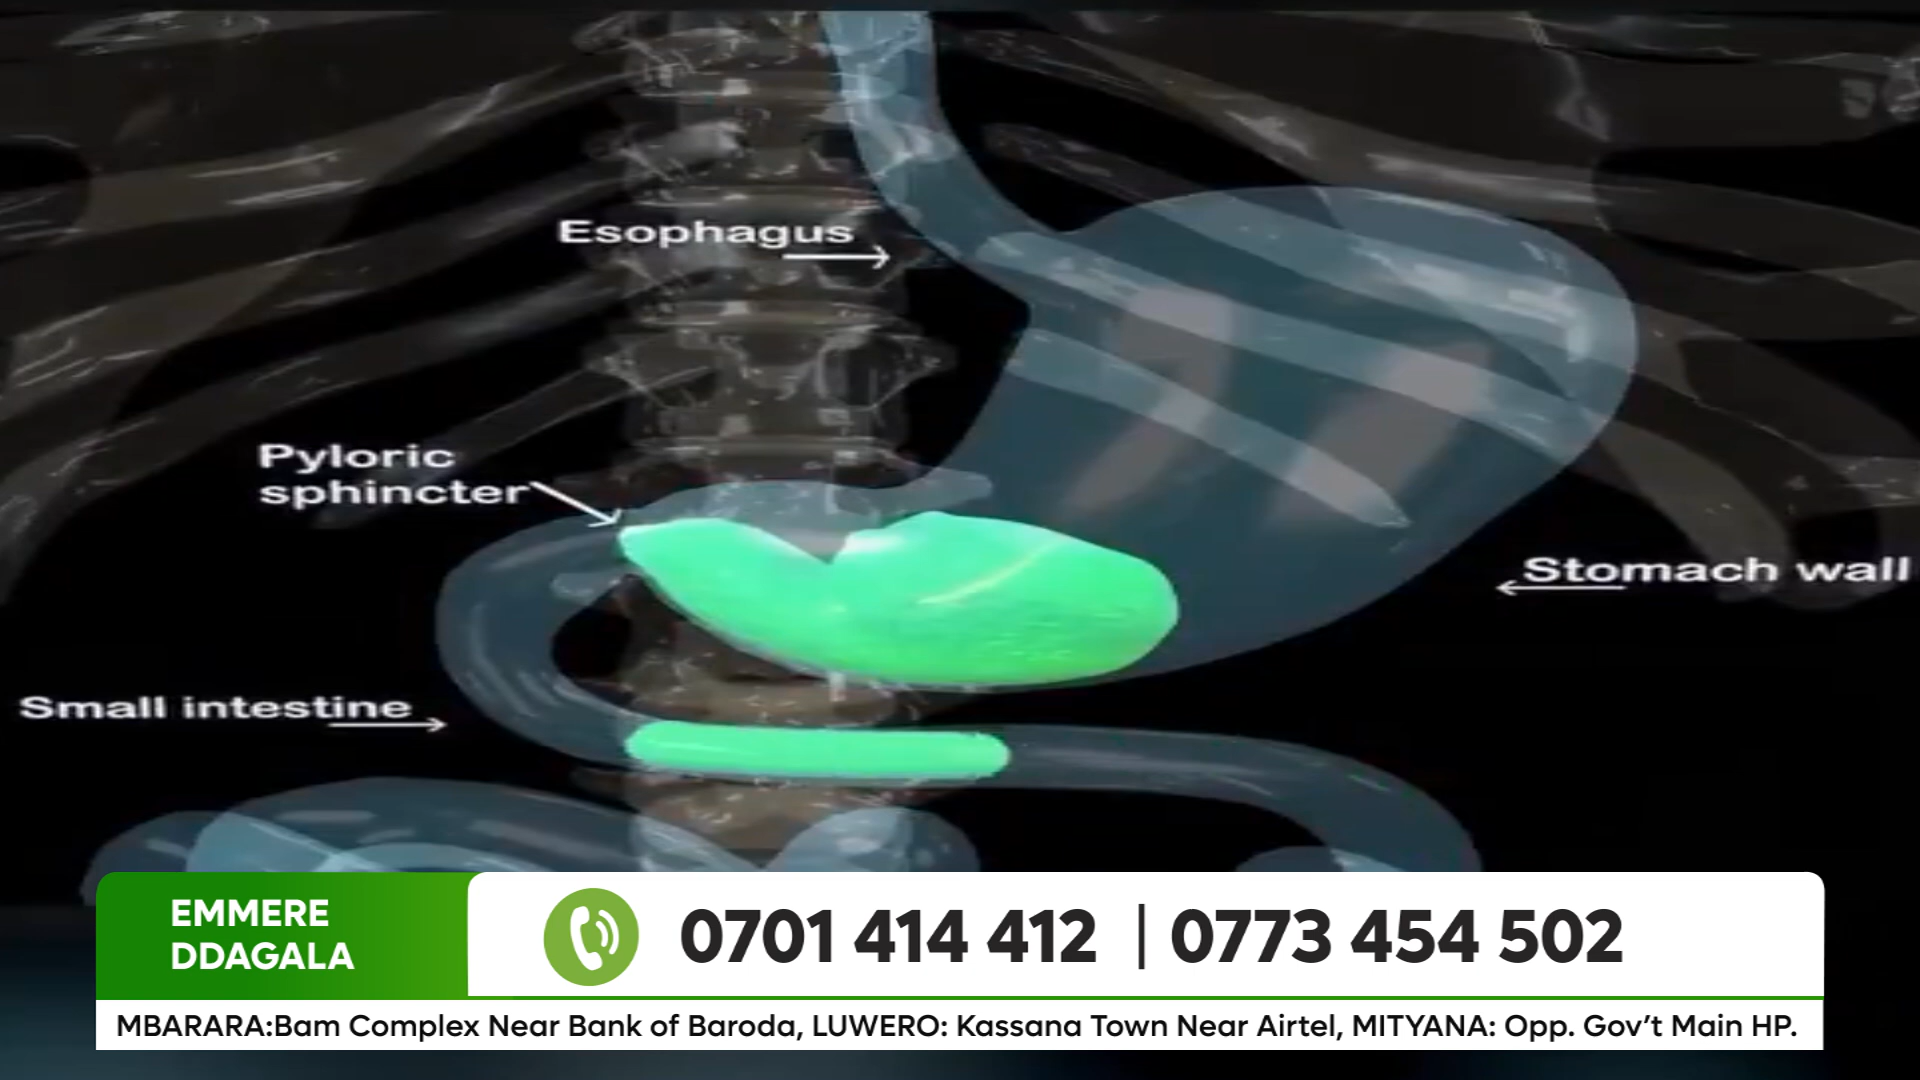 Esophagus
Pyloric
sphincter
Stomach wall
Small intestine
EMMERE
DDAGALA
0701 414 412 | 0773 454 502
MBARARA:Bam Complex Near Bank of Baroda, LUWERO: Kassana Town Near Airtel, MITYANA: Opp. Gov't Main HP.